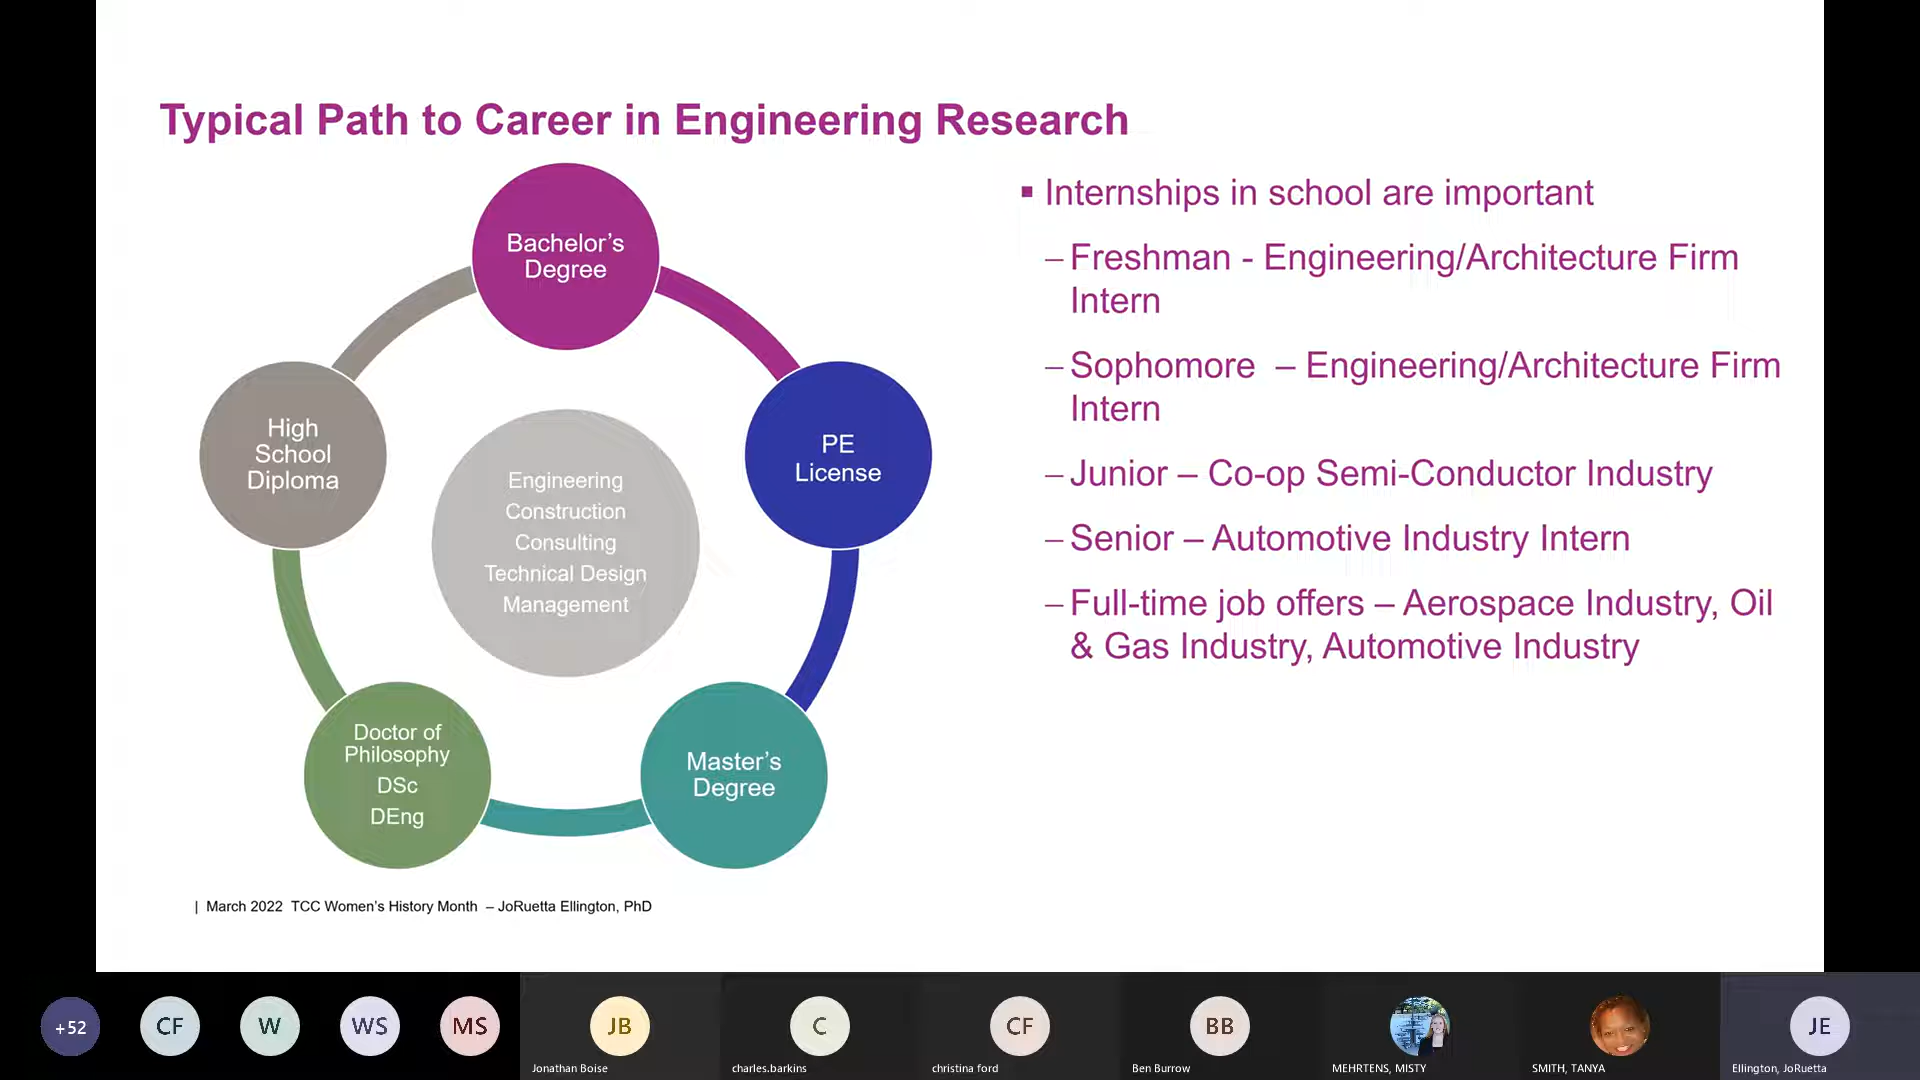 Typical Path to Career in Engineering Research
Bachelor’s
Degree
High
School
Diploma
PE
License
Engineering
Construction
Consulting
Technical Design
Management
Doctor of
Philosophy
DSc
DEng
Master’s
Degree
▪ Internships in school are important
– Freshman - Engineering/Architecture Firm
Intern
– Sophomore – Engineering/Architecture Firm
Intern
– Junior – Co-op Semi-Conductor Industry
– Senior – Automotive Industry Intern
– Full-time job offers – Aerospace Industry, Oil
& Gas Industry, Automotive Industry
| March 2022 TCC Women’s History Month – JoRuetta Ellington, PhD
+52
CF
W
WS
MS
JB
C
CF
BB
JE
Jonathan Boise
charles.barkins
christina ford
Ben Burrow
MEHRTENS, MISTY
SMITH, TANYA
Ellington, JoRuetta